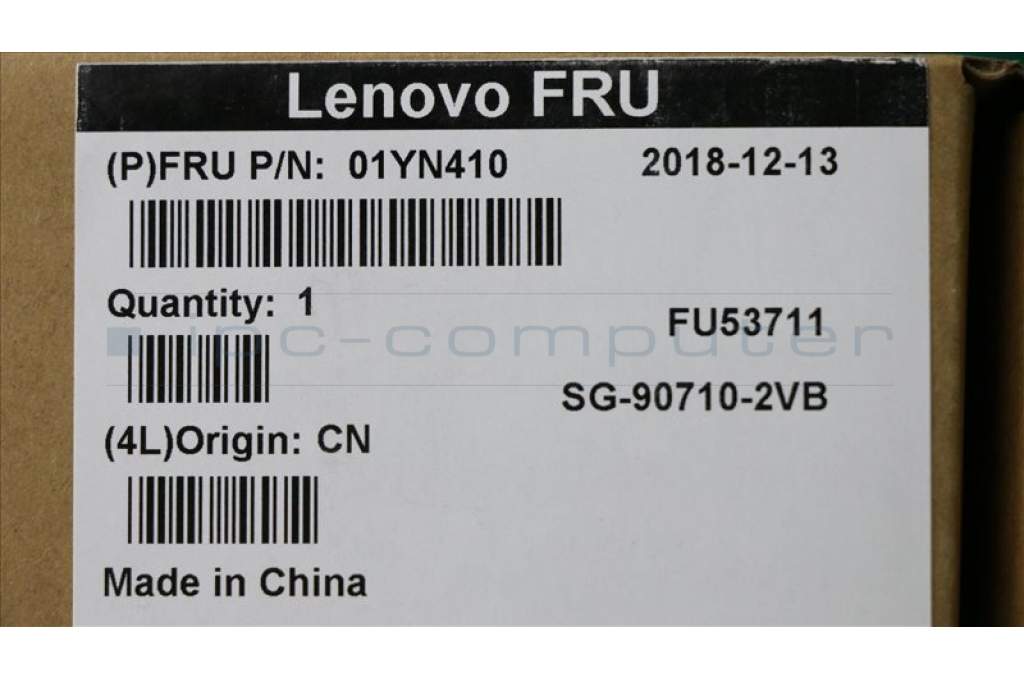 Lenovo FRU
(P)FRU P/N: 01YN410 2018-12-13
Quantity: 1
FU53711
ipc-computer
SG-90710-2VB
(4L)Origin: CN
Made in China